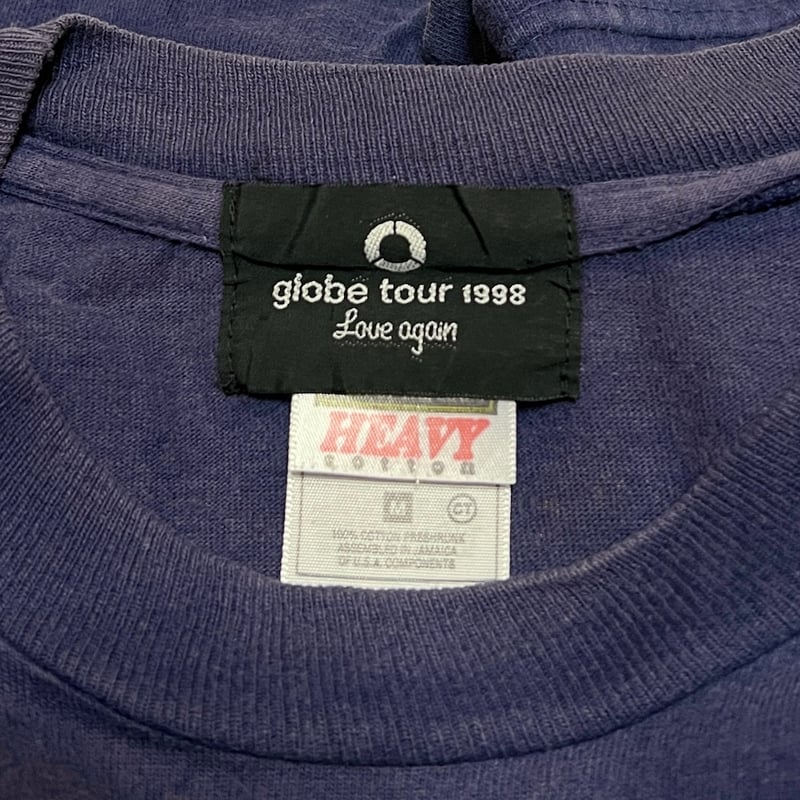 globe tour 1998
Love again
HEAVY
cotton
M
CT
100% COTTON PRESHRUNK
ASSEMBLED IN JAMAICA
OF U.S.A. COMPONENTS